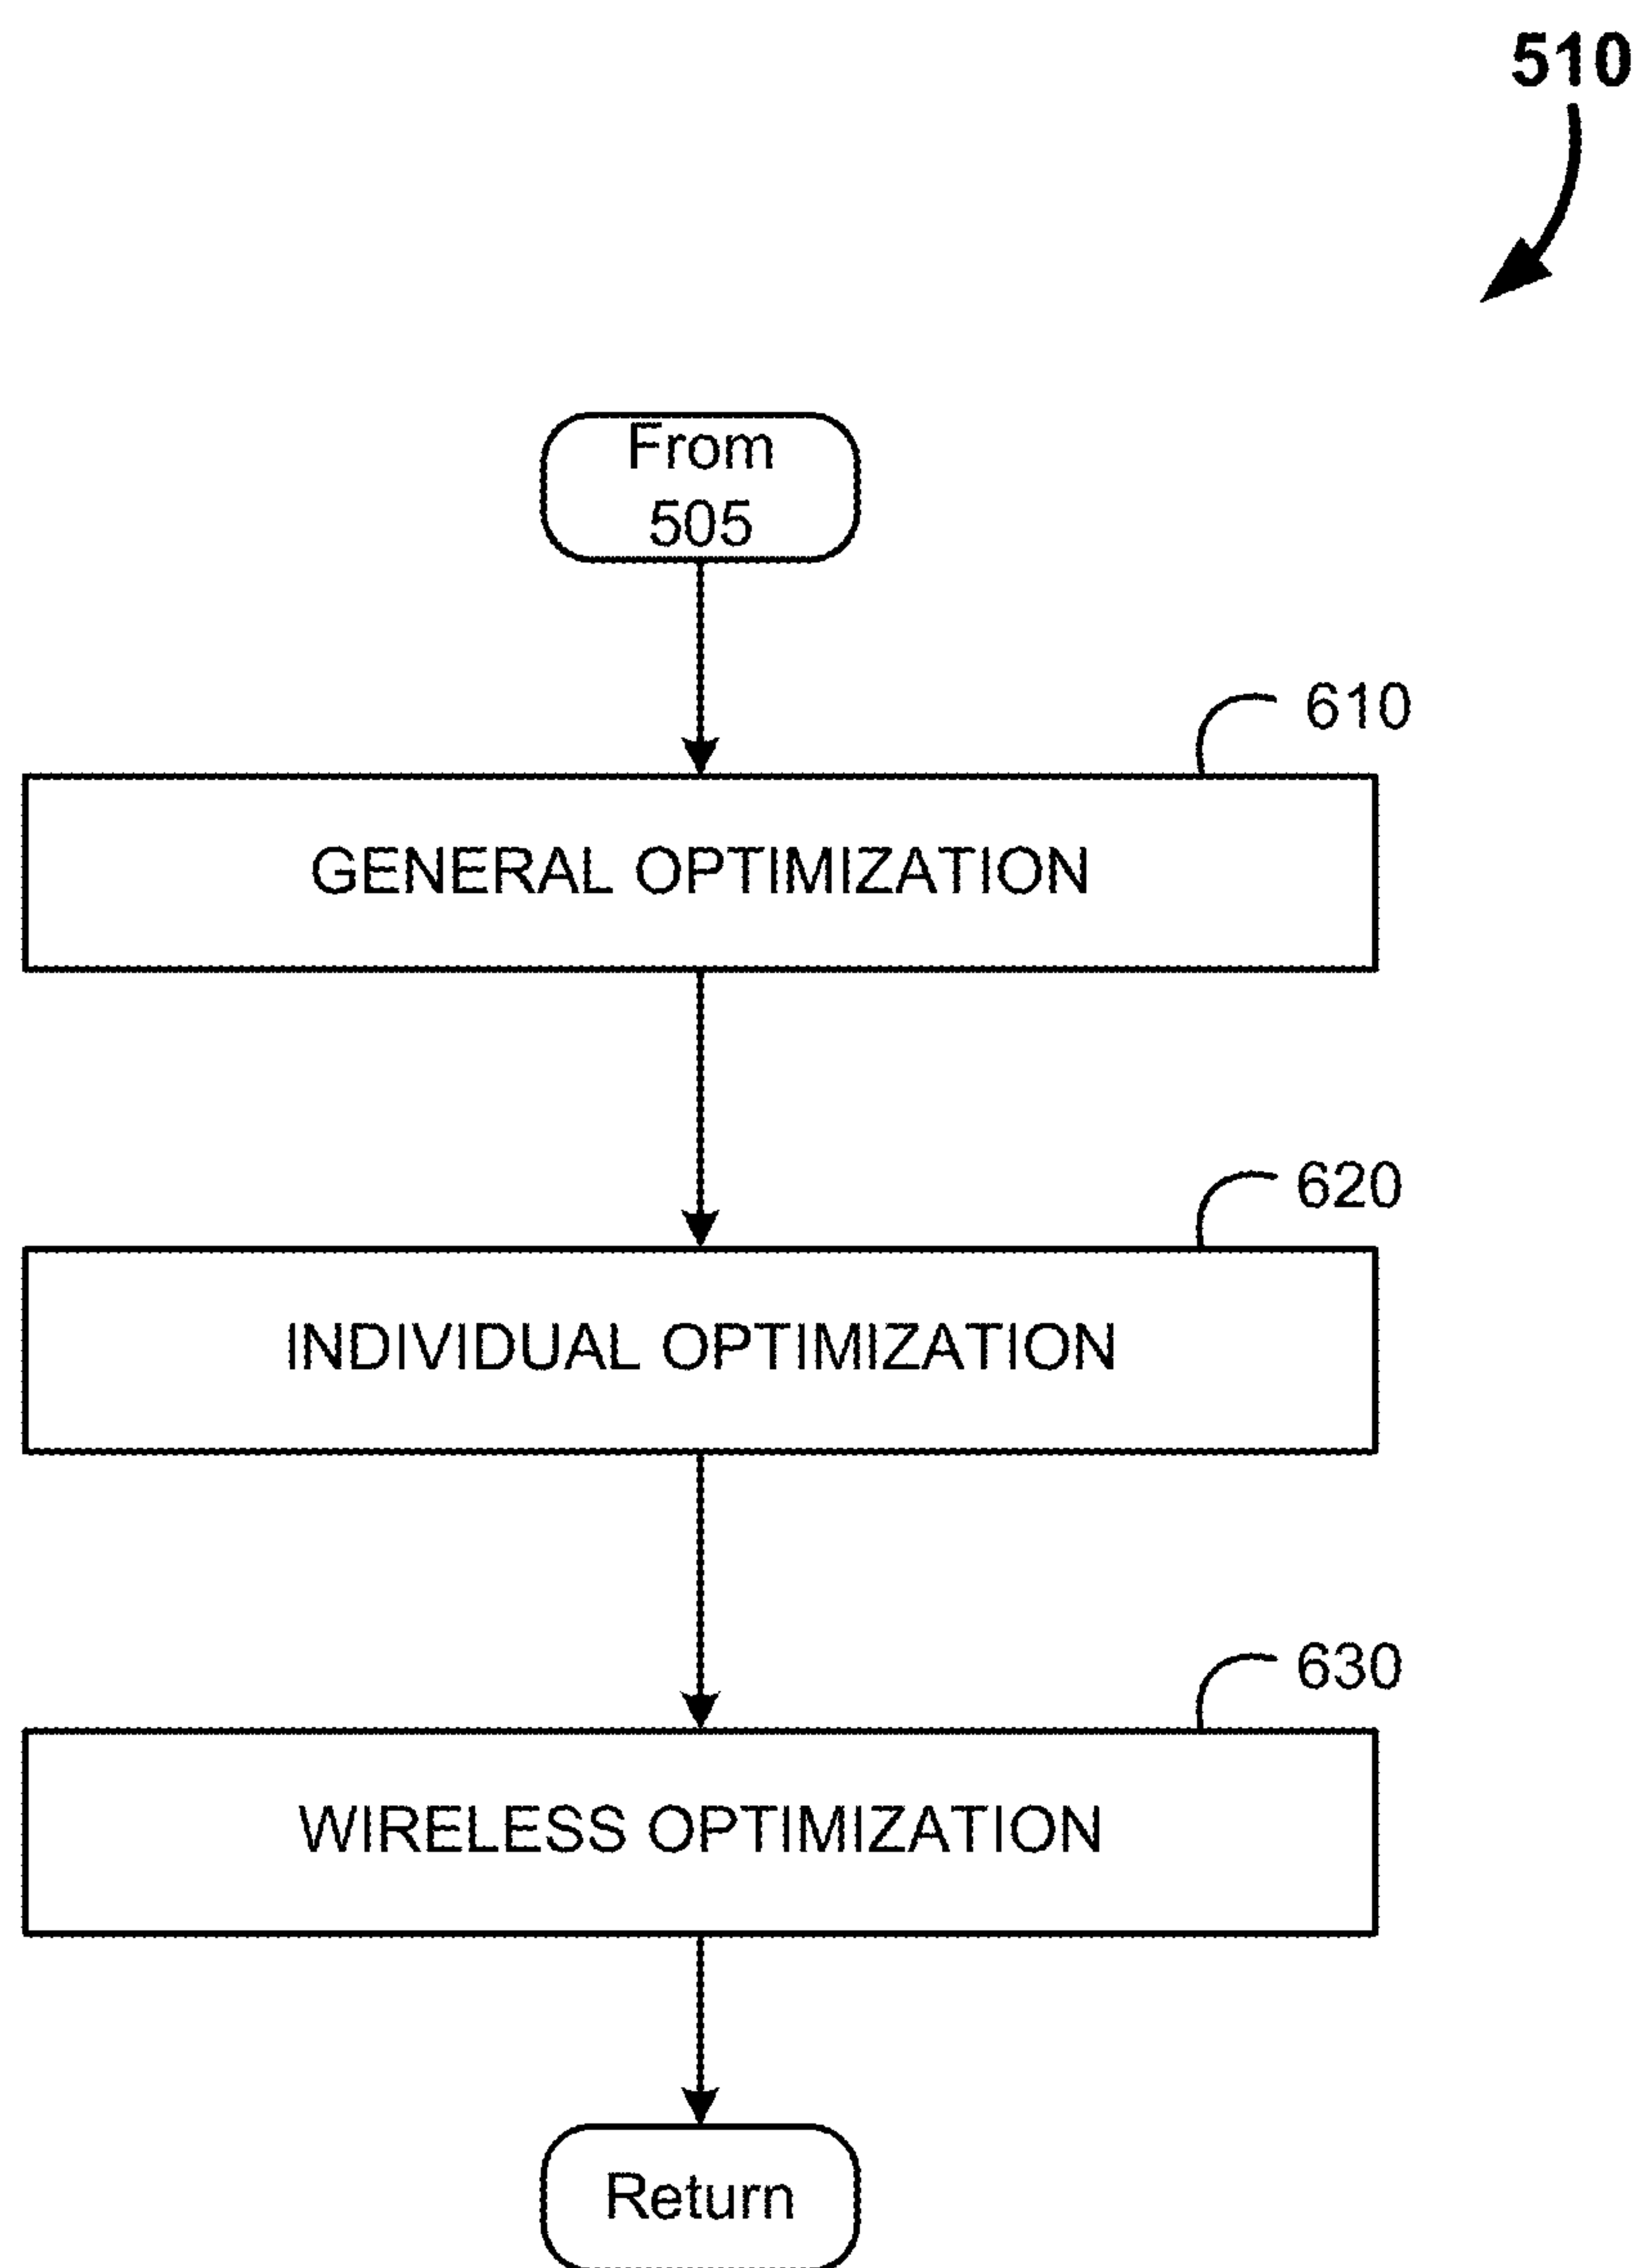 510
From
505
610
GENERAL OPTIMIZATION
620
INDIVIDUAL OPTIMIZATION
630
WIRELESS OPTIMIZATION
Return